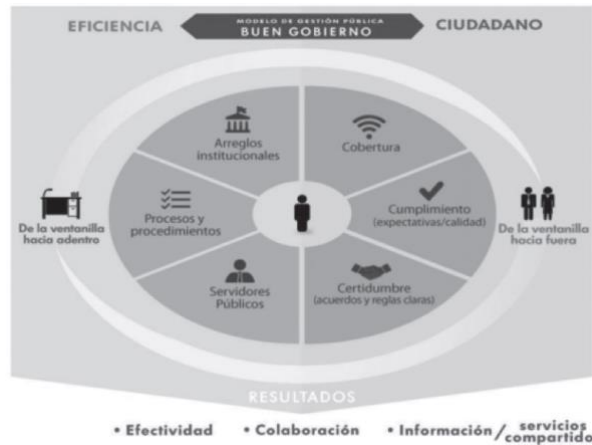 EFICIENCIA
MODELO DE GESTIÓN PÚBLICA
BUEN GOBIERNO
CIUDADANO
Arreglos
institucionales
Cobertura
De la ventanilla
hacia adentro
Procesos y
procedimientos
Cumplimiento
(expectativas/calidad)
De la ventanilla
hacia fuera
Servidores
Públicos
Certidumbre
(acuerdos y reglas claras)
RESULTADOS
• Efectividad • Colaboración • Información/servicios
compartido